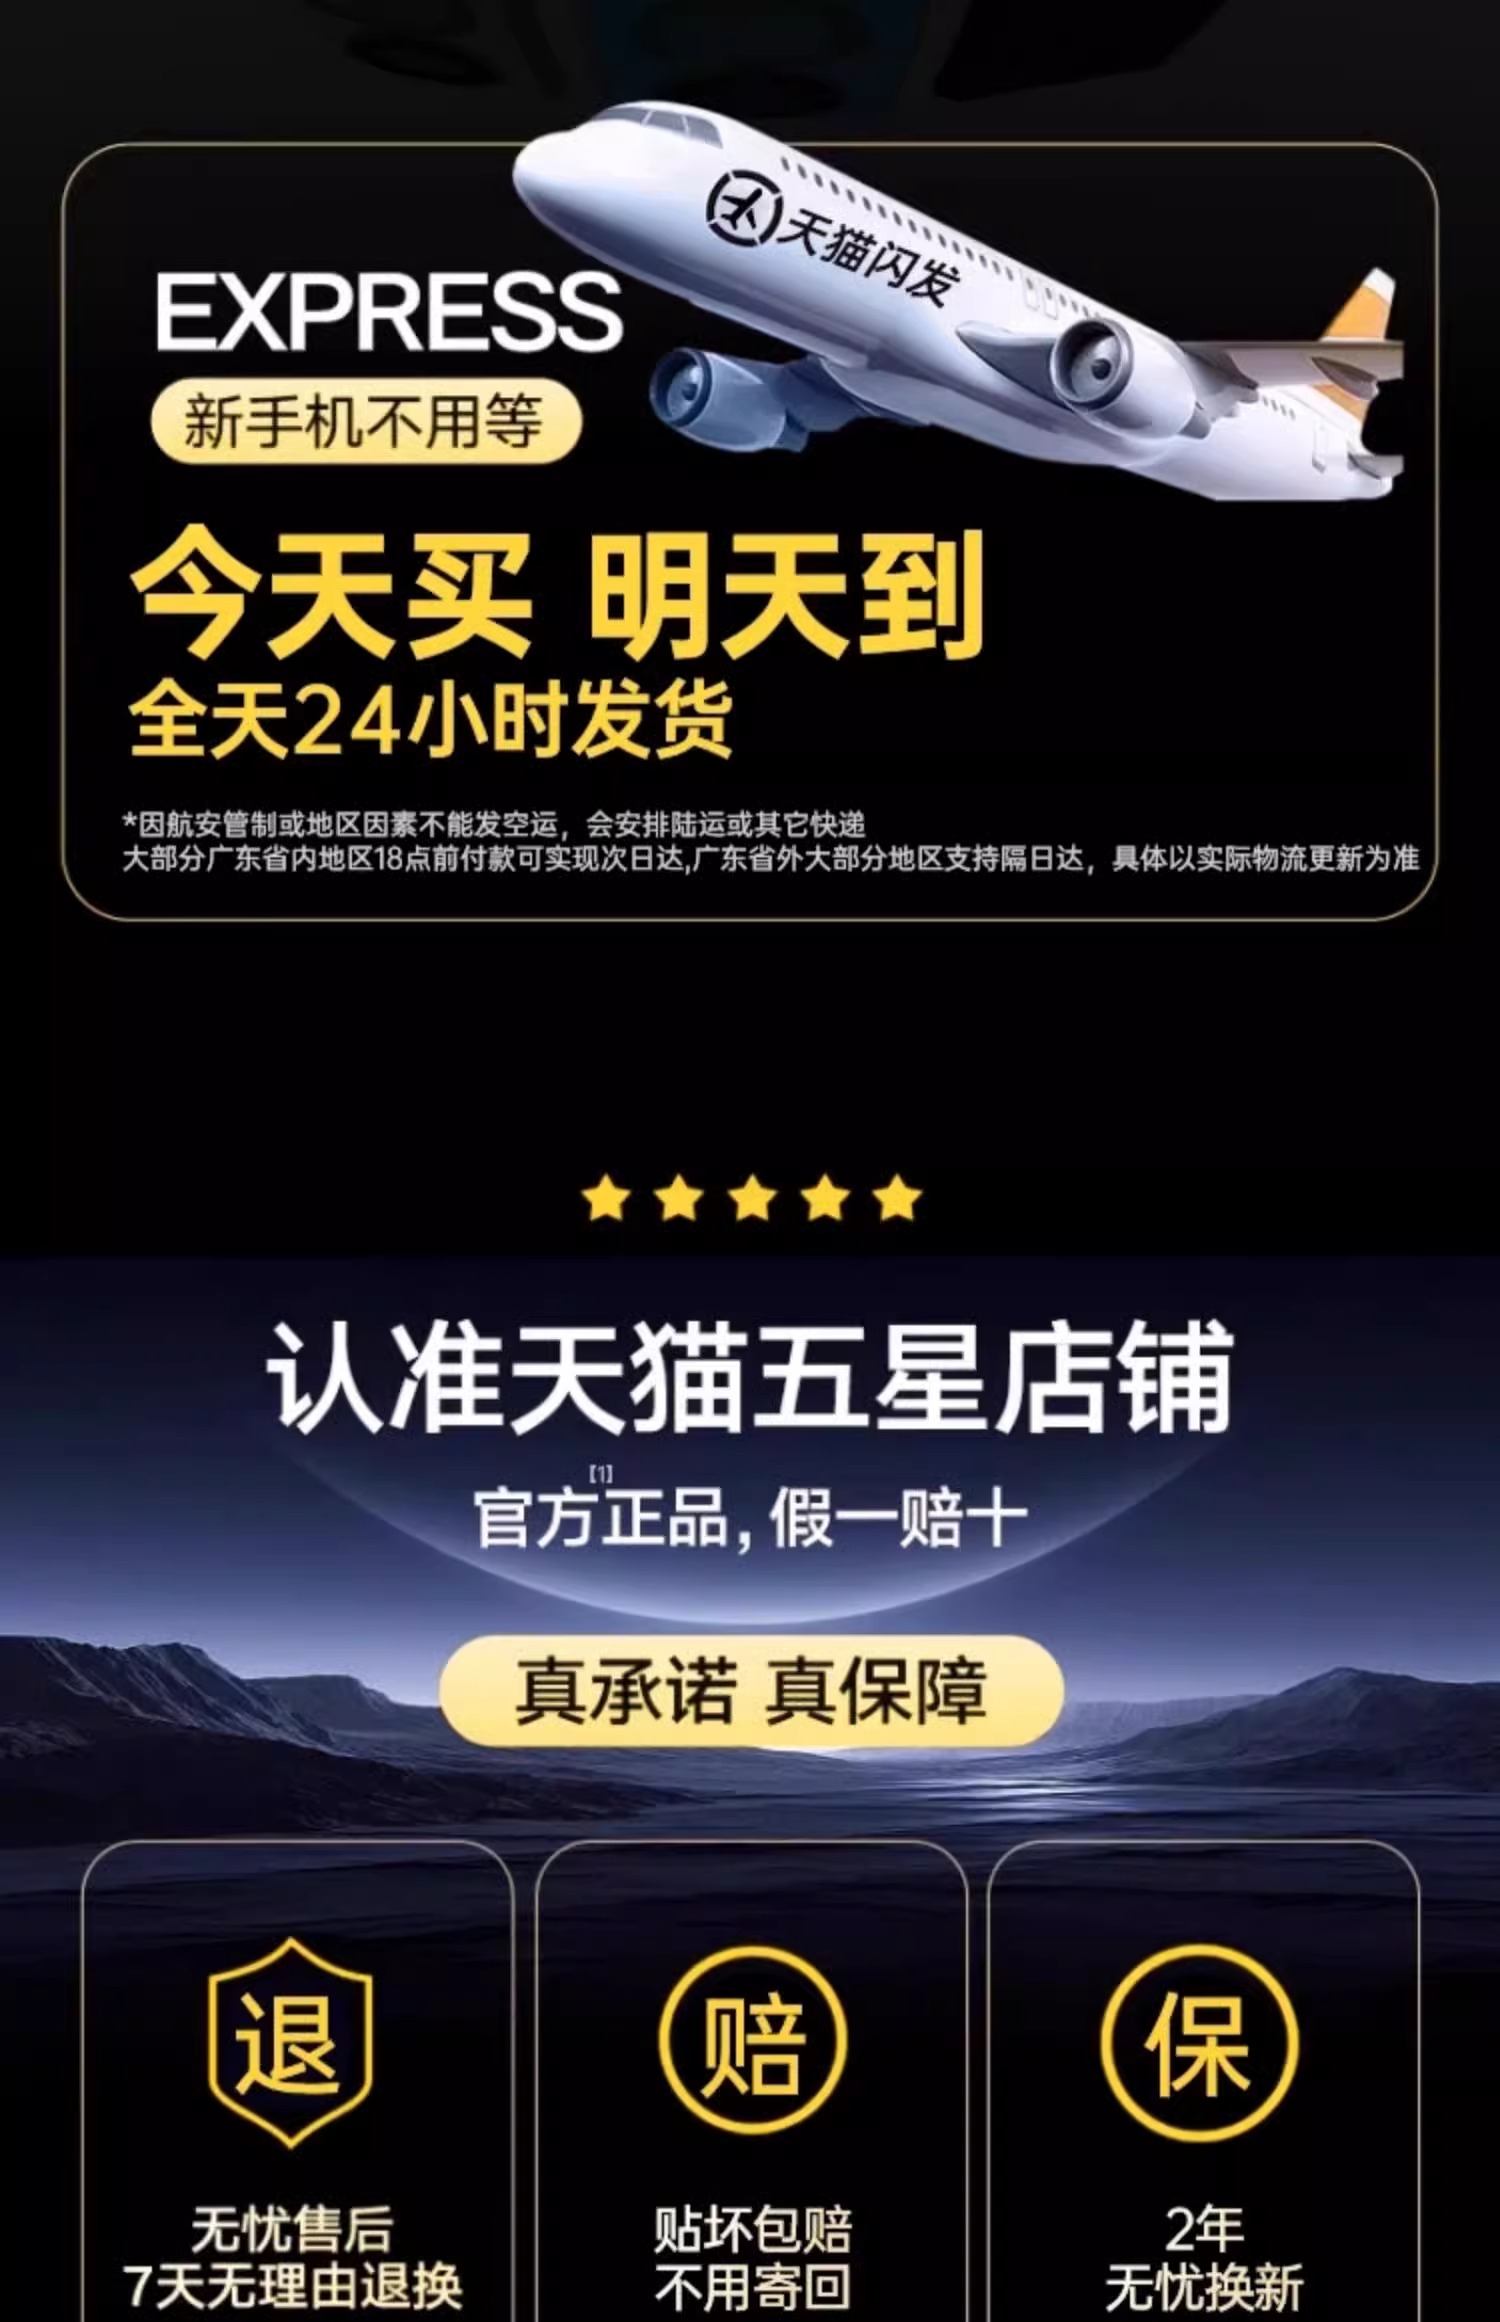 天猫闪发
EXPRESS
新手机不用等
今天买 明天到
全天24小时发货
*因航安管制或地区因素不能发空运，会安排陆运或其它快递
大部分广东省内地区18点前付款可实现次日达,广东省外大部分地区支持隔日达，具体以实际物流更新为准
认准天猫五星店铺
[1]
官方正品，假一赔十
真承诺 真保障
退
赔
保
无忧售后
7天无理由退换
贴坏包赔
不用寄回
2年
无忧换新